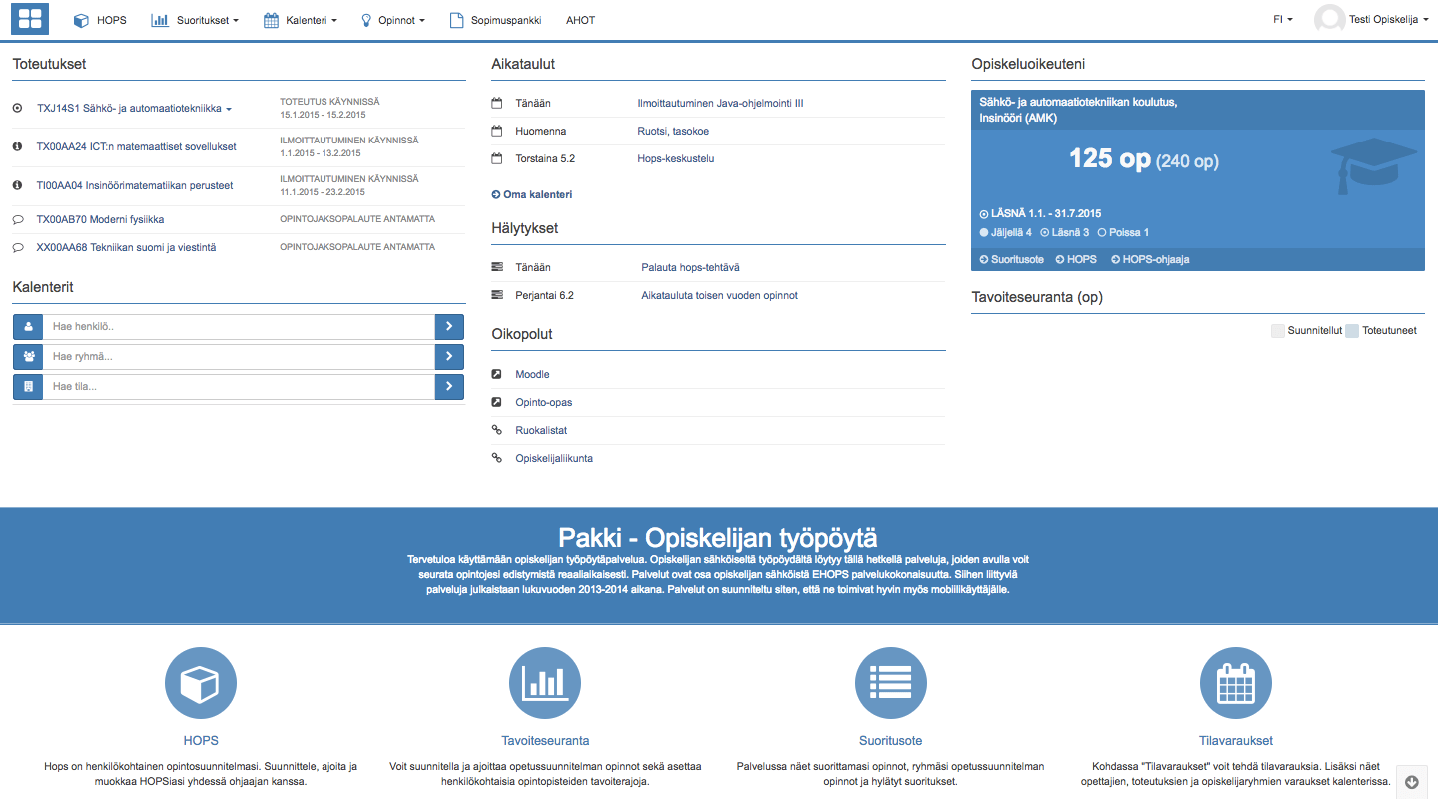 HOPS Suoritukset Kalenteri Opinnot Sopimuspankki AHOT FI Testi Opiskelija
Toteutukset
TXJ14S1 Sähkö- ja automaatiotekniikka
TOTEUTUS KÄYNNISSÄ
15.1.2015 - 15.2.2015
TX00AA24 ICT:n matemaattiset sovellukset
ILMOITTAUTUMINEN KÄYNNISSÄ
1.1.2015 - 13.2.2015
TI00AA04 Insinöörimatematiikan perusteet
ILMOITTAUTUMINEN KÄYNNISSÄ
11.1.2015 - 23.2.2015
TX00AB70 Moderni fysiikka
OPINTOJAKSOPALAUTE ANTAMATTA
XX00AA68 Tekniikan suomi ja viestintä
OPINTOJAKSOPALAUTE ANTAMATTA
Kalenterit
Hae henkilö..
Hae ryhmä...
Hae tila...
Aikataulut
Tänään Ilmoittautuminen Java-ohjelmointi III
Huomenna Ruotsi, tasokoe
Torstaina 5.2 Hops-keskustelu
Oma kalenteri
Hälytykset
Tänään Palauta hops-tehtävä
Perjantai 6.2 Aikatauluta toisen vuoden opinnot
Oikopolut
Moodle
Opinto-opas
Ruokalistat
Opiskelijaliikunta
Opiskeluoikeuteni
Sähkö- ja automaatiotekniikan koulutus,
Insinööri (AMK)
125 op (240 op)
LÄSNÄ 1.1. - 31.7.2015
Jäljellä 4 Läsnä 3 Poissa 1
Suoritusote HOPS HOPS-ohjaaja
Tavoiteseuranta (op)
Suunnitellut Toteutuneet
Pakki - Opiskelijan työpöytä
Tervetuloa käyttämään opiskelijan työpöytäpalvelua. Opiskelijan sähköiseltä työpöydältä löytyy tällä hetkellä palveluja, joiden avulla voit
seurata opintojesi edistymistä reaaliaikaisesti. Palvelut ovat osa opiskelijan sähköistä EHOPS palvelukokonaisuutta. Siihen liittyviä
palveluja julkaistaan lukuvuoden 2013-2014 aikana. Palvelut on suunniteltu siten, että ne toimivat hyvin myös mobiilikäyttäjälle.
HOPS
Hops on henkilökohtainen opintosuunnitelmasi. Suunnittele, ajoita ja
muokkaa HOPSiasi yhdessä ohjaajan kanssa.
Tavoiteseuranta
Voit suunnitella ja ajoittaa opetussuunnitelman opinnot sekä asettaa
henkilökohtaisia opintopisteiden tavoiterajoja.
Suoritusote
Palvelussa näet suorittamasi opinnot, ryhmäsi opetussuunnitelman
opinnot ja hylätyt suoritukset.
Tilavaraukset
Kohdassa "Tilavaraukset" voit tehdä tilavarauksia. Lisäksi näet
opettajien, toteutuksien ja opiskelijaryhmien varaukset kalenterissa.